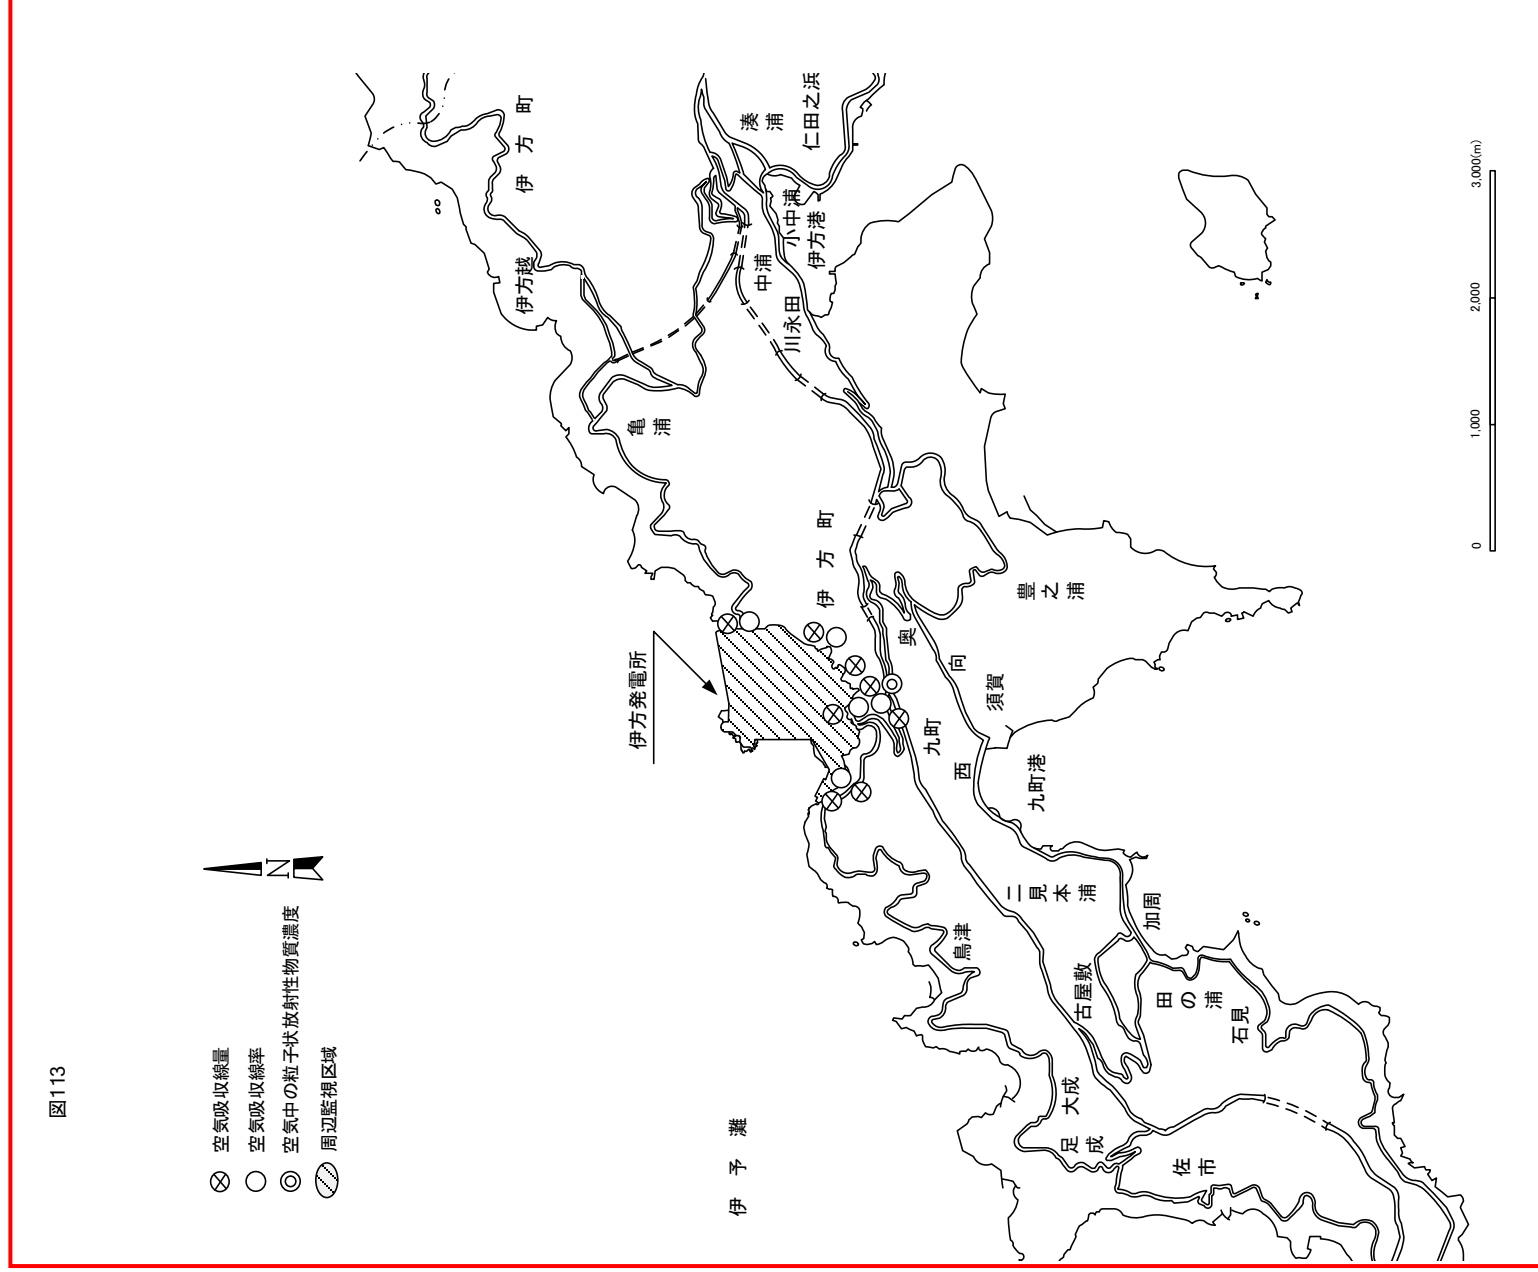 図113
空気吸収線量
空気吸収線率
空気中の粒子状放射性物質濃度
周辺監視区域
N
伊予灘
伊方発電所
伊方町
伊方越
亀浦
湊浦
仁田之浜
小中浦
伊方港
中浦
川永田
伊方町
豊之浦
奥
向
須賀
九町
西
九町港
二見本浦
加周
鳥津
古屋敷
田の浦
石見
大成
足成
佐市
0
1.000
2.000
3.000(m)